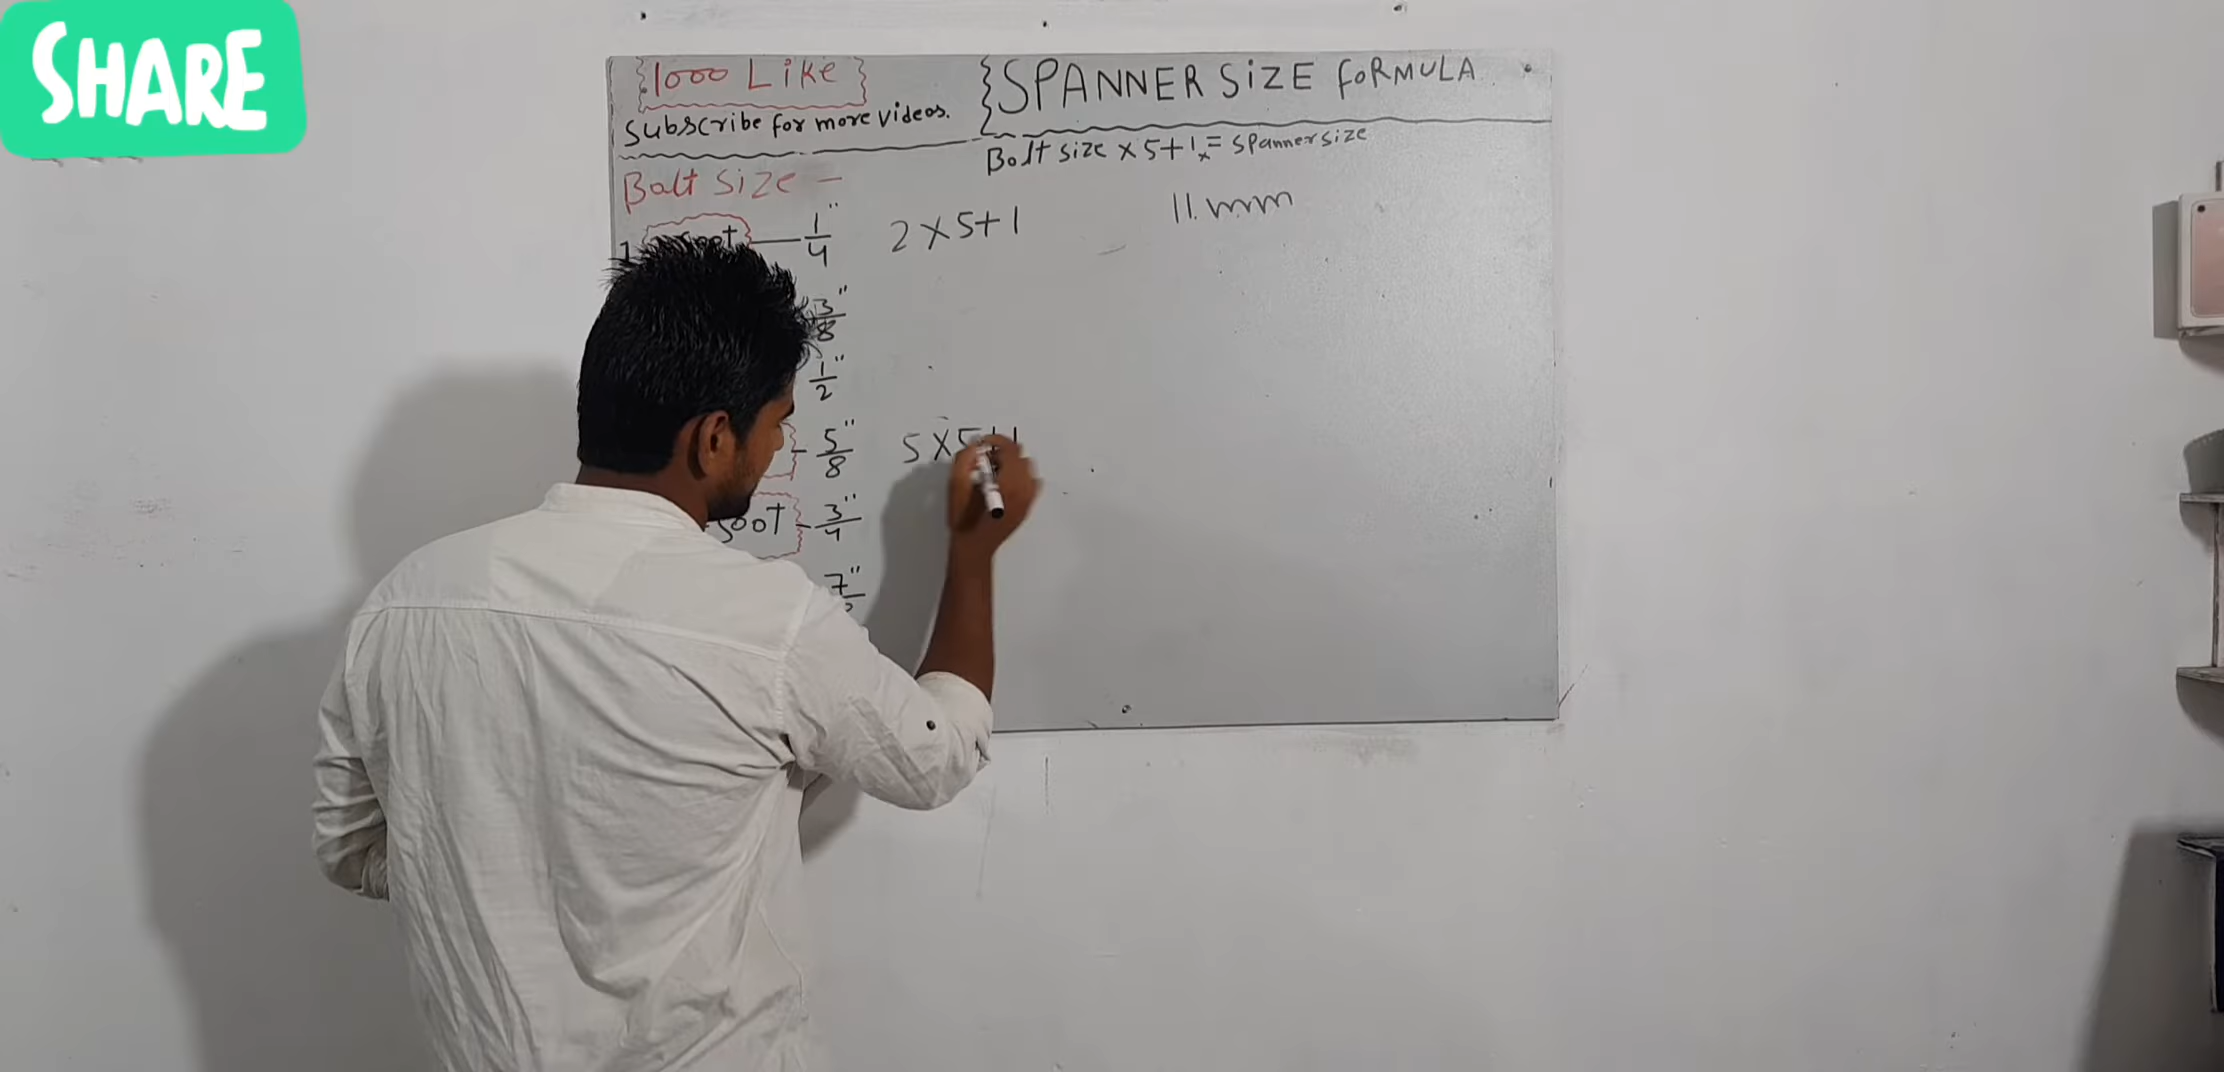 SHARE
1000 Like
Subscribe for more videos.
SPANNER SiZE FoRMULA
Bolt size × 5+1 = spanner size
Bolt Size –
1 — 1/4" 2×5+1 11 mm
3/8"
1/2"
5/8" 5×5+1
soot – 3/4"
7"